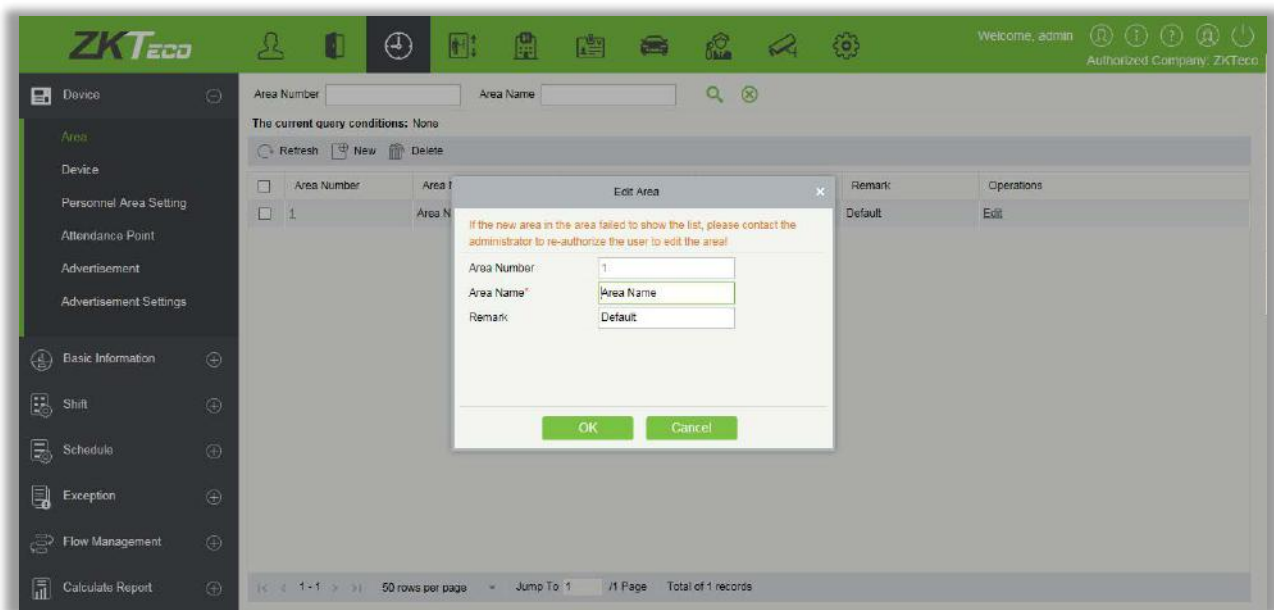 ZKTeco
Welcome, admin
Authorized Company: ZKTeco
Device
Area
Device
Personnel Area Setting
Attendance Point
Advertisement
Advertisement Settings
Basic Information
Shift
Schedule
Exception
Flow Management
Calculate Report
Area Number Area Name
The current query conditions: None
Refresh New Delete
Area Number Area N Remark Operations
1 Area N Default Edit
Edit Area
If the new area in the area failed to show the list, please contact the
administrator to re-authorize the user to edit the area!
Area Number 1
Area Name* Area Name
Remark Default
OK Cancel
1-1 50 rows per page Jump To 1 /1 Page Total of 1 records